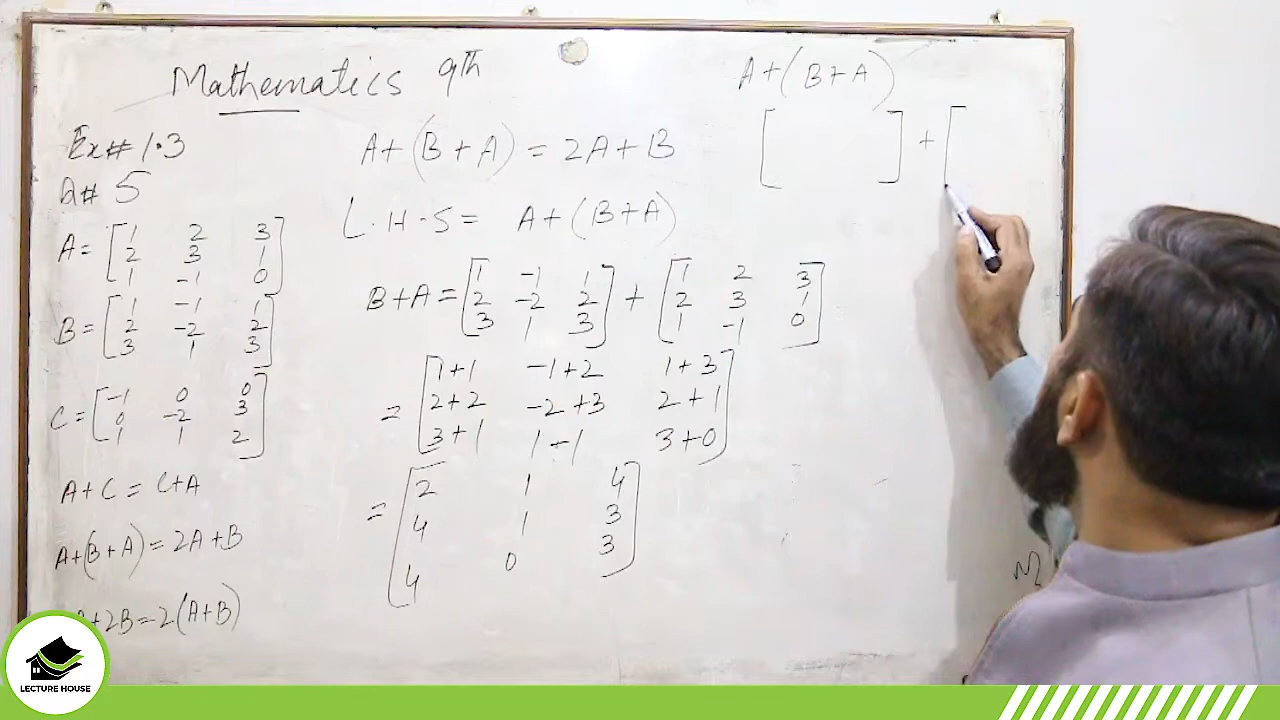 Mathematics 9th
Ex# 1.3
Q# 5
A = [1 2 3
2 3 1
1 -1 0]
B = [1 -1 1
2 -2 2
3 1 3]
C = [-1 0 0
0 -2 3
1 1 2]
A+C = C+A
A+(B+A) = 2A+B
A+2B=2(A+B)
A+(B+A) = 2A+B
L.H.S = A+(B+A)
B+A = [1 -1 1
2 -2 2
3 1 3] + [1 2 3
2 3 1
1 -1 0]
= [1+1 -1+2 1+3
2+2 -2+3 2+1
3+1 1-1 3+0]
= [2 1 4
4 1 3
4 0 3]
A+(B+A)
[ ] + [
LECTURE HOUSE